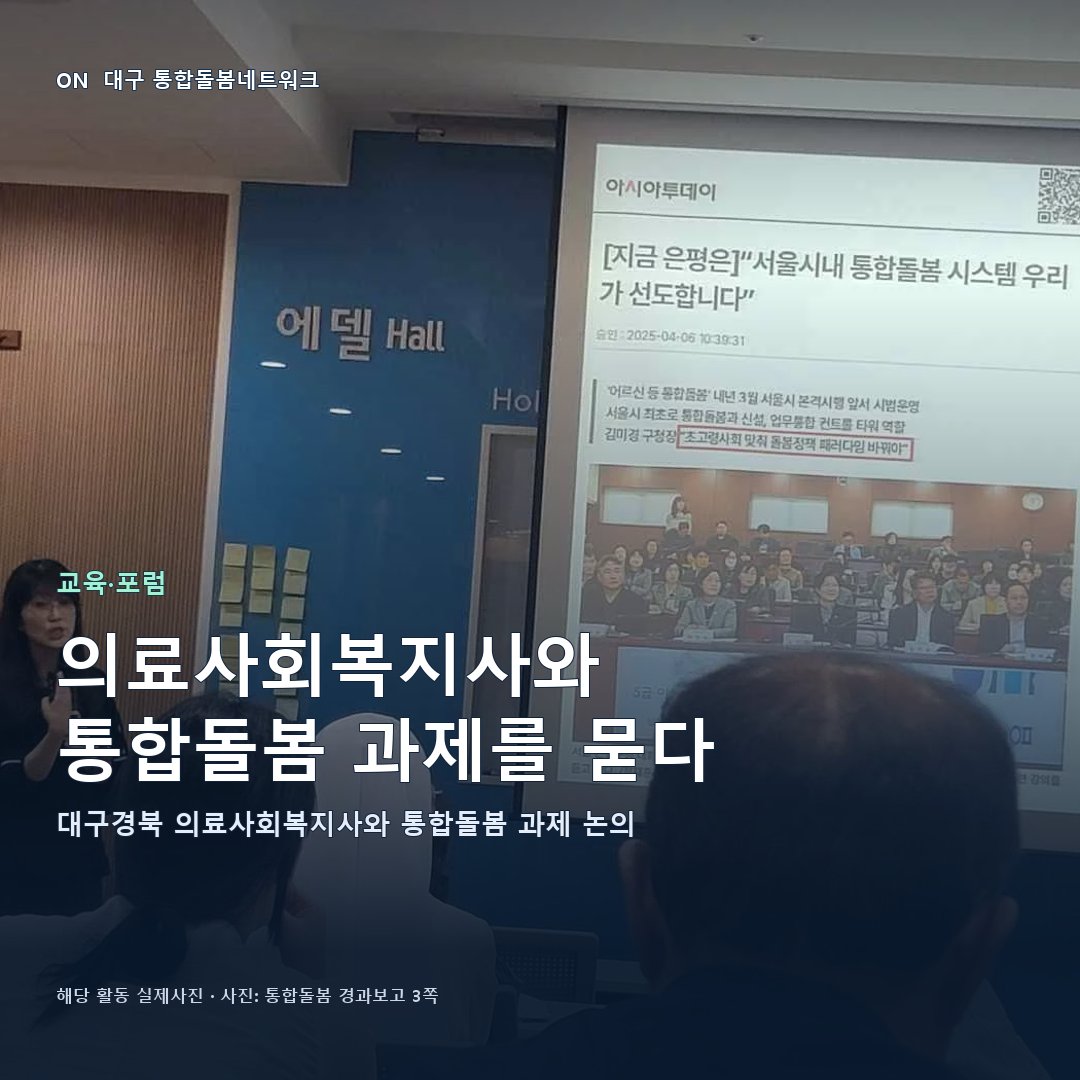 ON 대구 통합돌봄네트워크
아시아투데이
[지금 은평은]“서울시내 통합돌봄 시스템 우리
가 선도합니다”
승인 : 2025-04-06 10:39:31
'어르신 등 통합돌봄' 내년 3월 서울시 본격시행 앞서 시범운영
서울시 최초로 통합돌봄과 신설, 업무통합 컨트롤 타워 역할
김미경 구청장 “초고령사회 맞춰 돌봄정책 패러다임 바꿔야”
에델 Hall
교육·포럼
의료사회복지사와
통합돌봄 과제를 묻다
대구경북 의료사회복지사와 통합돌봄 과제 논의
해당 활동 실제사진 · 사진: 통합돌봄 경과보고 3쪽